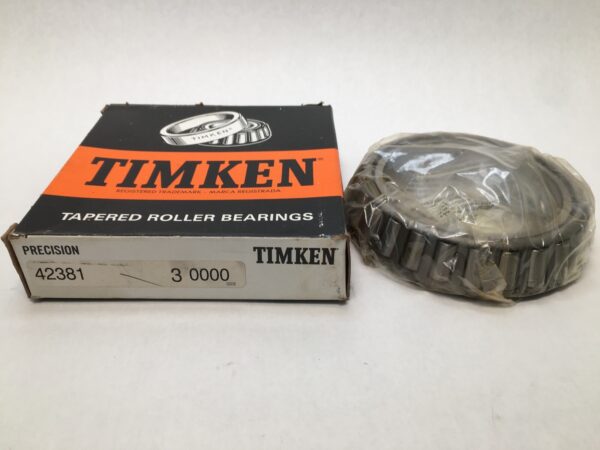 TIMKEN
TIMKEN
REGISTERED TRADEMARK - MARCA REGISTRADA
TAPERED ROLLER BEARINGS
PRECISION
TIMKEN
42381 3 0000